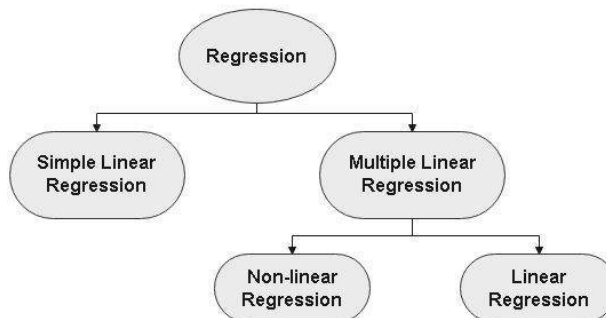 Regression
Simple Linear
Regression
Multiple Linear
Regression
Non-linear
Regression
Linear
Regression